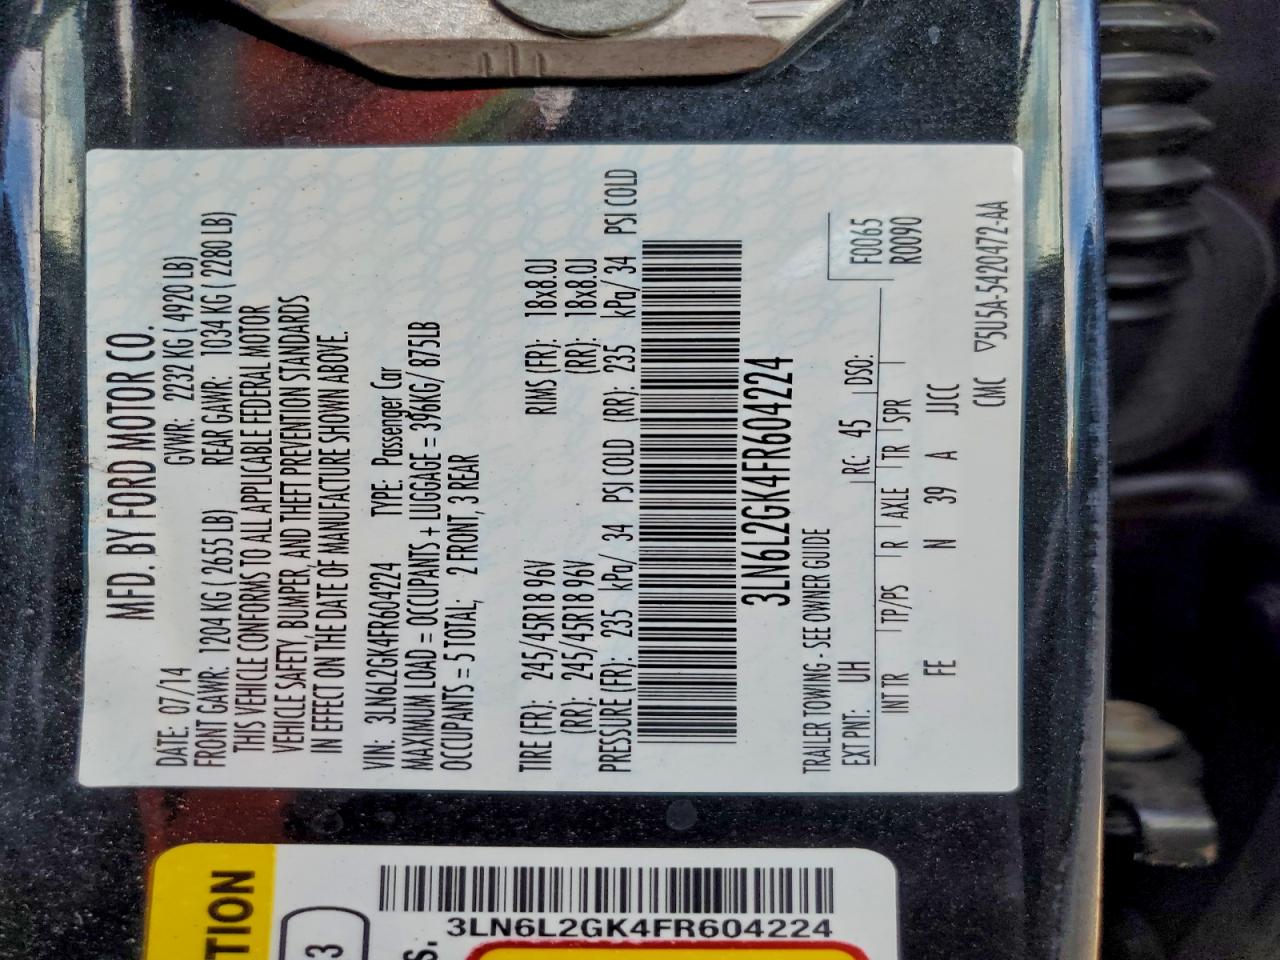 MFD. BY FORD MOTOR CO.
DATE: 07/14 GVWR: 2232 KG ( 4920 LB)
FRONT GAWR: 1204 KG ( 2655 LB) REAR GAWR: 1034 KG ( 2280 LB)
THIS VEHICLE CONFORMS TO ALL APPLICABLE FEDERAL MOTOR
VEHICLE SAFETY, BUMPER, AND THEFT PREVENTION STANDARDS
IN EFFECT ON THE DATE OF MANUFACTURE SHOWN ABOVE.
VIN: 3LN6L2GK4FR604224 TYPE: Passenger Car
MAXIMUM LOAD = OCCUPANTS + LUGGAGE = 396KG/ 875LB
OCCUPANTS = 5 TOTAL; 2 FRONT, 3 REAR
TIRE (FR): 245/45R18 96V RIMS (FR): 18x8.0J
(RR): 245/45R18 96V (RR): 18x8.0J
PRESSURE (FR): 235 kPa/ 34 PSI COLD (RR): 235 kPa/ 34 PSI COLD
3LN6L2GK4FR604224
TRAILER TOWING - SEE OWNER GUIDE
F0065
EXT PNT: UH RC: 45 DSO:
R0090
INT TR TP/PS R AXLE TR SPR
FE N 39 A JJCC
CMC ▽5U5A-5420472-AA
TION
3
3LN6L2GK4FR604224
S.